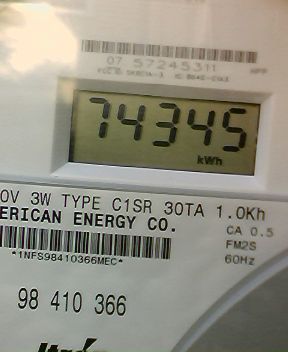 07 57245311
74345
kWh
0V 3W TYPE C1SR 30TA 1.0Kh
ERICAN ENERGY CO.
CA 0.5
FM2S
*1NFS98410366MEC*
60Hz
98 410 366
Itron